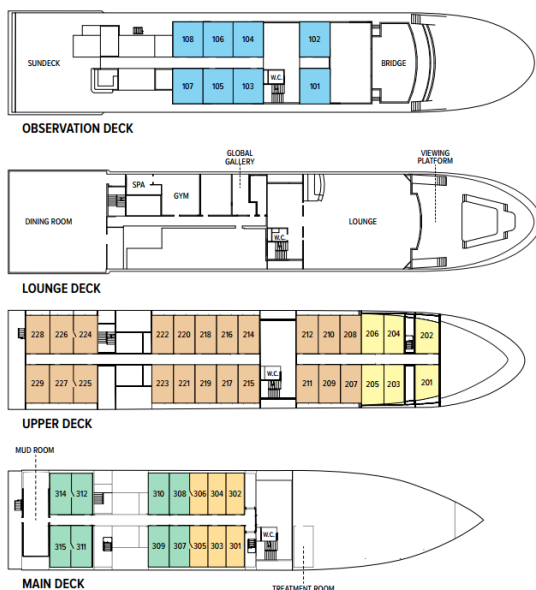 108 106 104 102
SUNDECK
W.C.
BRIDGE
107 105 103 101
OBSERVATION DECK
GLOBAL
GALLERY
VIEWING
PLATFORM
SPA
GYM
DINING ROOM
LOUNGE
W.C.
LOUNGE DECK
228 226 224 222 220 218 216 214 212 210 208 206 204 202
W.C.
229 227 225 223 221 219 217 215 211 209 207 205 203 201
UPPER DECK
MUD ROOM
314 312 310 308 306 304 302
W.C.
315 311 309 307 305 303 301
MAIN DECK
TREATMENT ROOM